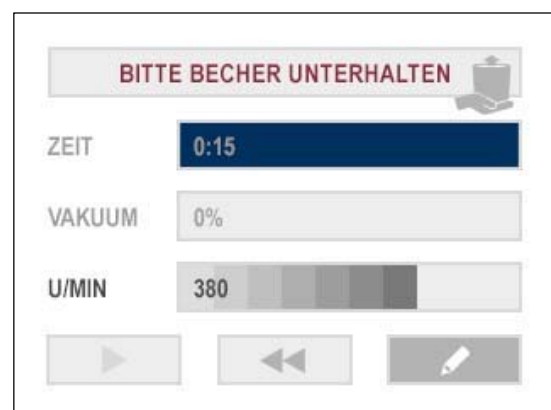 BITTE BECHER UNTERHALTEN
ZEIT 0:15
VAKUUM 0%
U/MIN 380